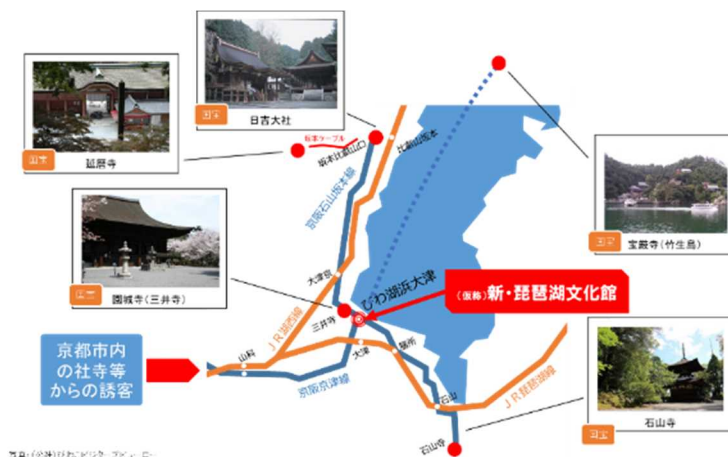 国宝
延暦寺
国宝
日吉大社
坂本ケーブル
坂本比叡山口
比叡山坂本
京阪石山坂本線
国宝
園城寺(三井寺)
大津京
三井寺
びわ湖浜大津
JR湖西線
(仮称)新・琵琶湖文化館
国宝
宝厳寺(竹生島)
京都市内
の社寺等
からの誘客
山科
京阪京津線
大津
膳所
石山
JR琵琶湖線
石山寺
国宝
石山寺